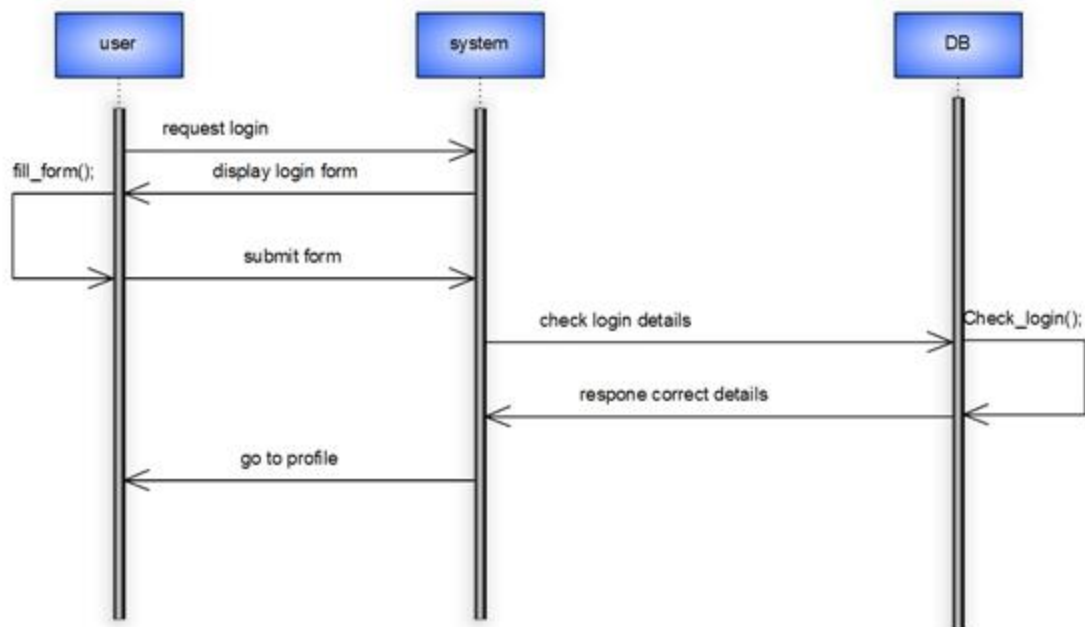 user
system
DB
request login
fill_form();
display login form
submit form
check login details
Check_login();
respone correct details
go to profile